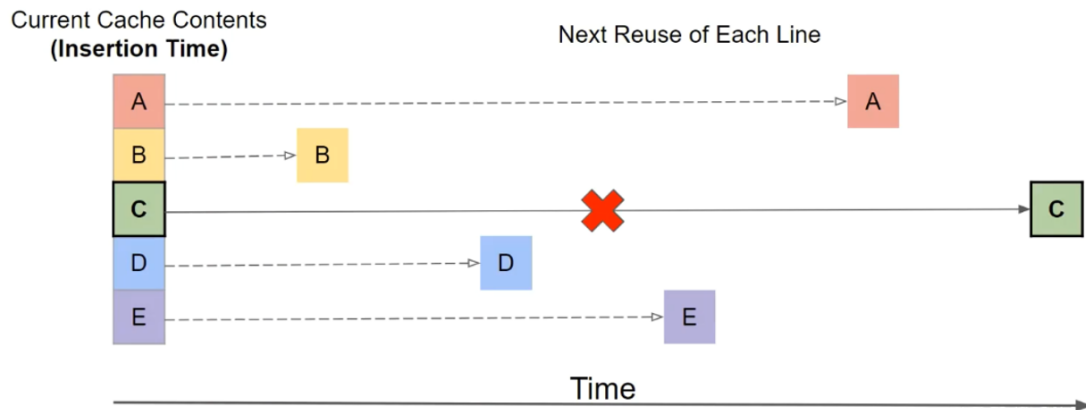 Current Cache Contents
(Insertion Time)
Next Reuse of Each Line
A
A
B
B
C
C
D
D
E
E
Time